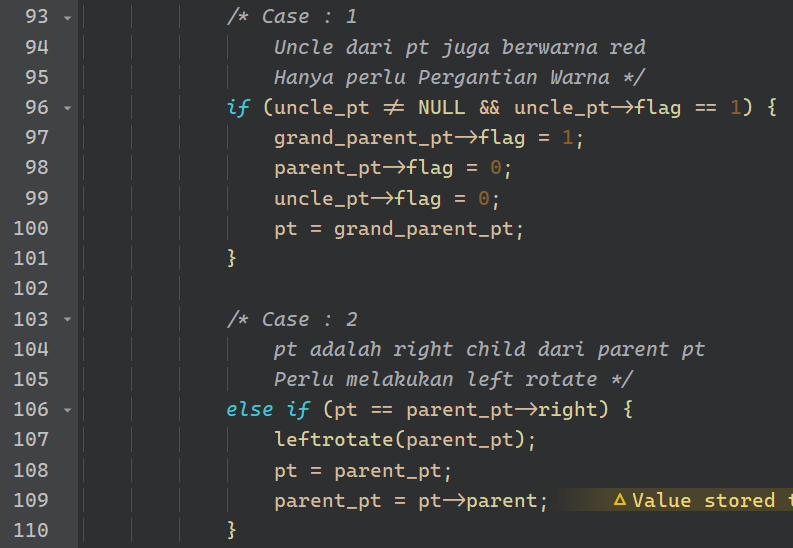 93 /* Case : 1
94 Uncle dari pt juga berwarna red
95 Hanya perlu Pergantian Warna */
96 if (uncle_pt != NULL && uncle_pt->flag == 1) {
97 grand_parent_pt->flag = 1;
98 parent_pt->flag = 0;
99 uncle_pt->flag = 0;
100 pt = grand_parent_pt;
101 }
102
103 /* Case : 2
104 pt adalah right child dari parent pt
105 Perlu melakukan left rotate */
106 else if (pt == parent_pt->right) {
107 leftrotate(parent_pt);
108 pt = parent_pt;
109 parent_pt = pt->parent; Value stored
110 }